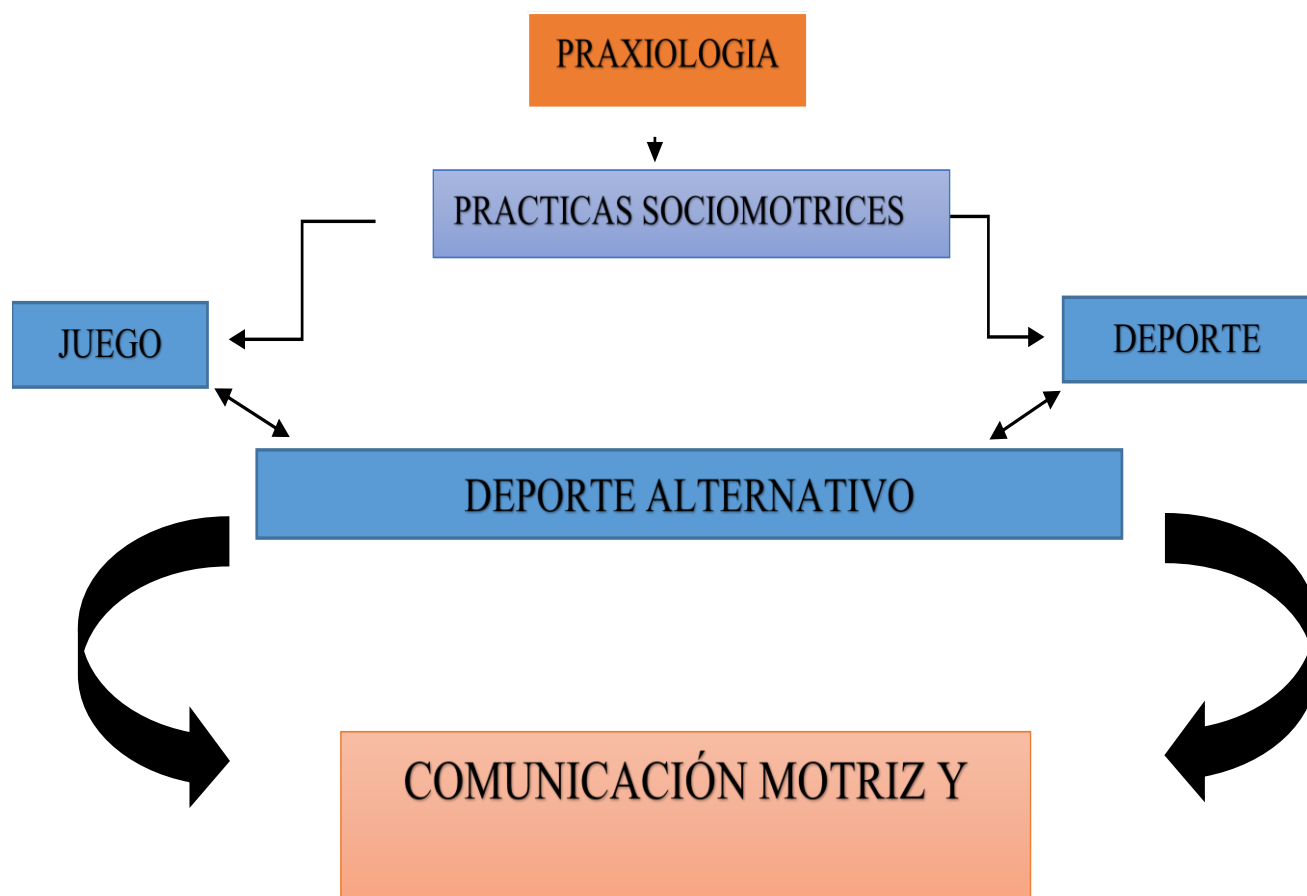 PRAXIOLOGIA
PRACTICAS SOCIOMOTRICES
JUEGO
DEPORTE
DEPORTE ALTERNATIVO
COMUNICACIÓN MOTRIZ Y